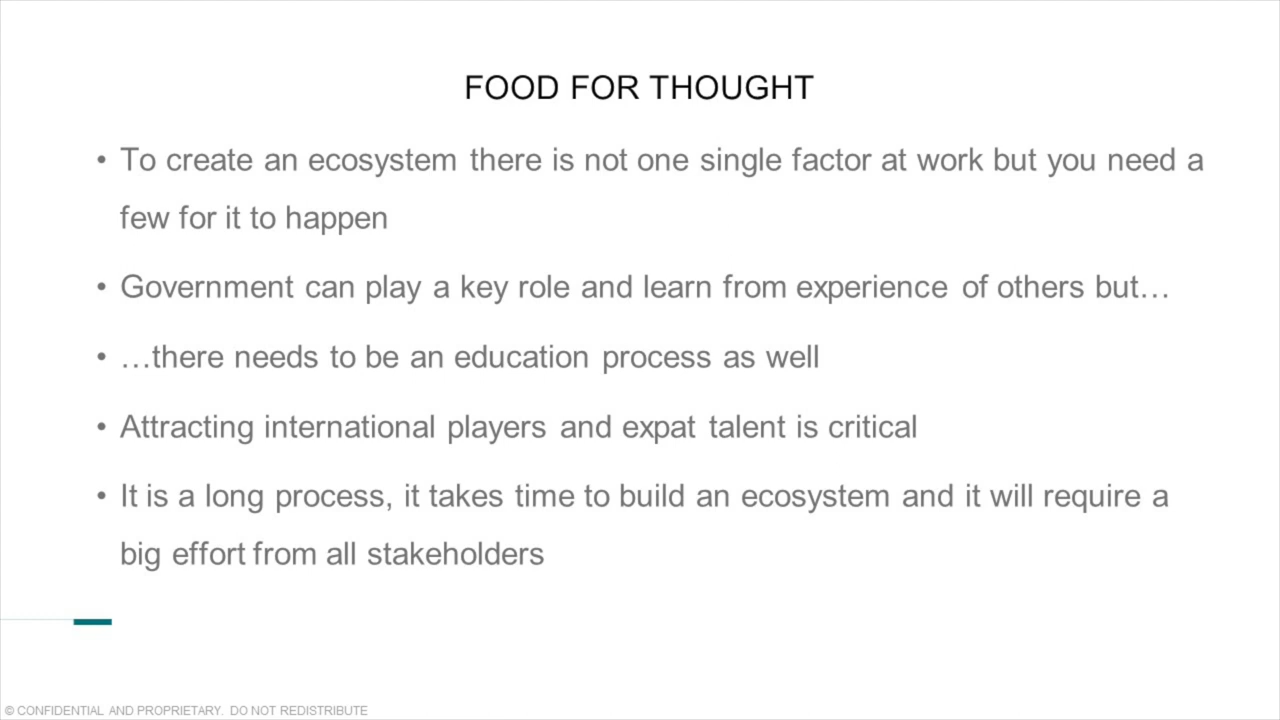 FOOD FOR THOUGHT
• To create an ecosystem there is not one single factor at work but you need a
few for it to happen
• Government can play a key role and learn from experience of others but…
• …there needs to be an education process as well
• Attracting international players and expat talent is critical
• It is a long process, it takes time to build an ecosystem and it will require a
big effort from all stakeholders
© CONFIDENTIAL AND PROPRIETARY. DO NOT REDISTRIBUTE